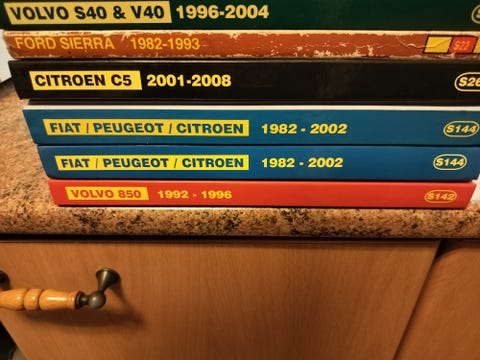 VOLVO S40 & V40 1996-2004
FORD SIERRA 1982-1993 S22
CITROEN C5 2001-2008
FIAT / PEUGEOT / CITROEN 1982 - 2002 S144
FIAT / PEUGEOT / CITROEN 1982 - 2002 S144
VOLVO 850 1992 - 1996 S142